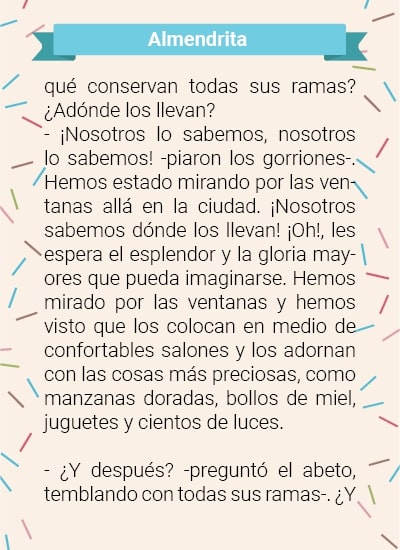 Almendrita
qué conservan todas sus ramas?
¿Adónde los llevan?
- ¡Nosotros lo sabemos, nosotros
lo sabemos! -piaron los gorriones-.
Hemos estado mirando por las ven-
tanas allá en la ciudad. ¡Nosotros
sabemos dónde los llevan! ¡Oh!, les
espera el esplendor y la gloria may-
ores que pueda imaginarse. Hemos
mirado por las ventanas y hemos
visto que los colocan en medio de
confortables salones y los adornan
con las cosas más preciosas, como
manzanas doradas, bollos de miel,
juguetes y cientos de luces.
- ¿Y después? -preguntó el abeto,
temblando con todas sus ramas-. ¿Y